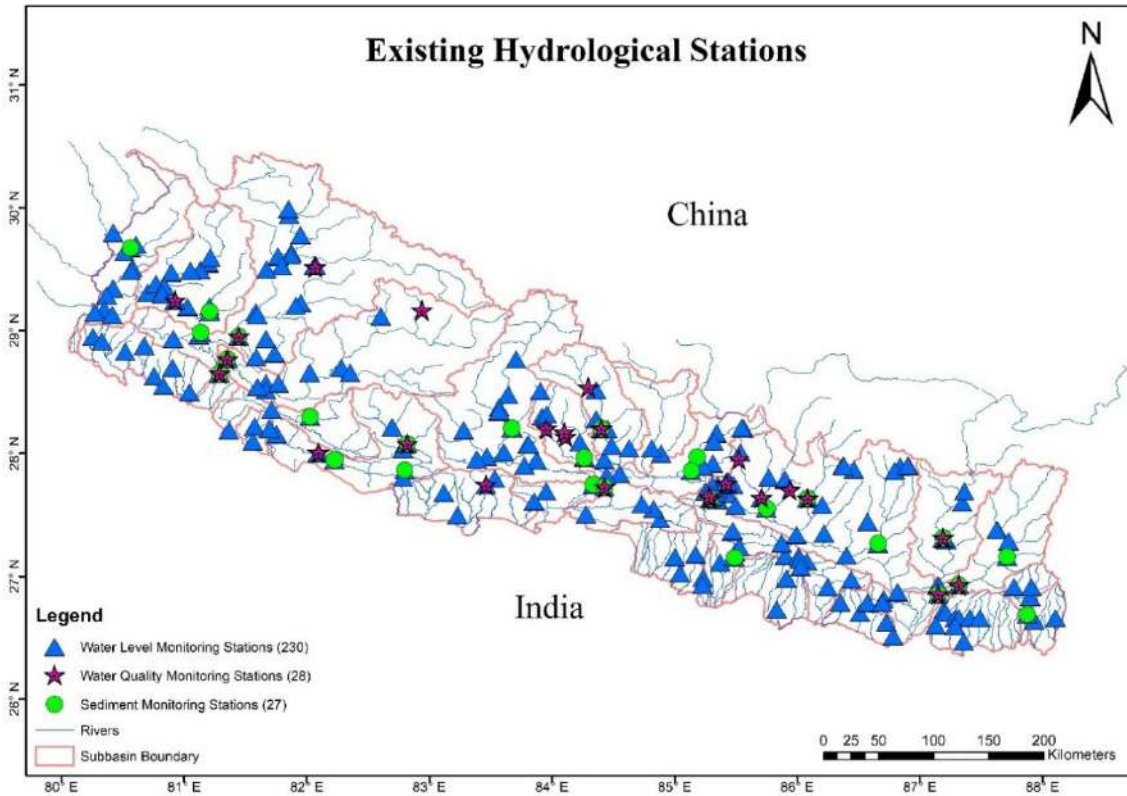 Existing Hydrological Stations
N
31° N
30° N
29° N
28° N
27° N
26° N
China
India
Legend
Water Level Monitoring Stations (230)
Water Quality Monitoring Stations (28)
Sediment Monitoring Stations (27)
Rivers
Subbasin Boundary
0 25 50 100 150 200
Kilometers
80° E 81° E 82° E 83° E 84° E 85° E 86° E 87° E 88° E